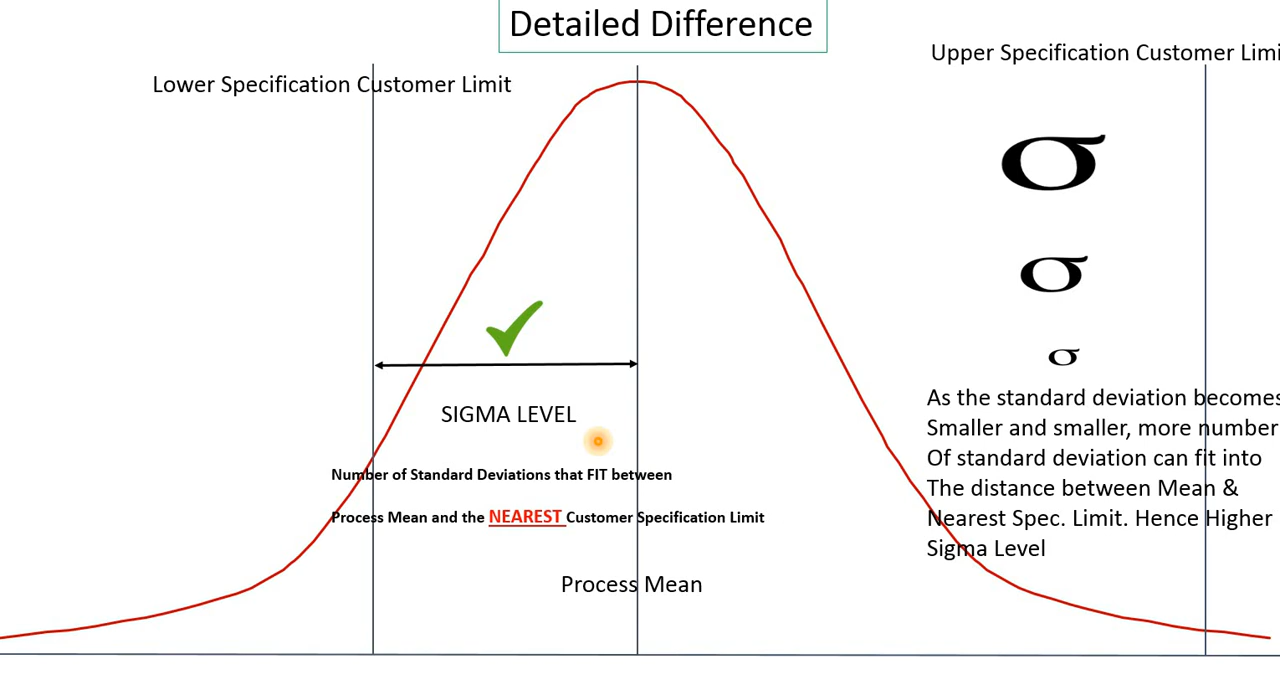 Detailed Difference
Upper Specification Customer Limi
Lower Specification Customer Limit
σ
σ
σ
As the standard deviation becomes
Smaller and smaller, more number
Of standard deviation can fit into
The distance between Mean &
Nearest Spec. Limit. Hence Higher
Sigma Level
SIGMA LEVEL
Number of Standard Deviations that FIT between
Process Mean and the NEAREST Customer Specification Limit
Process Mean